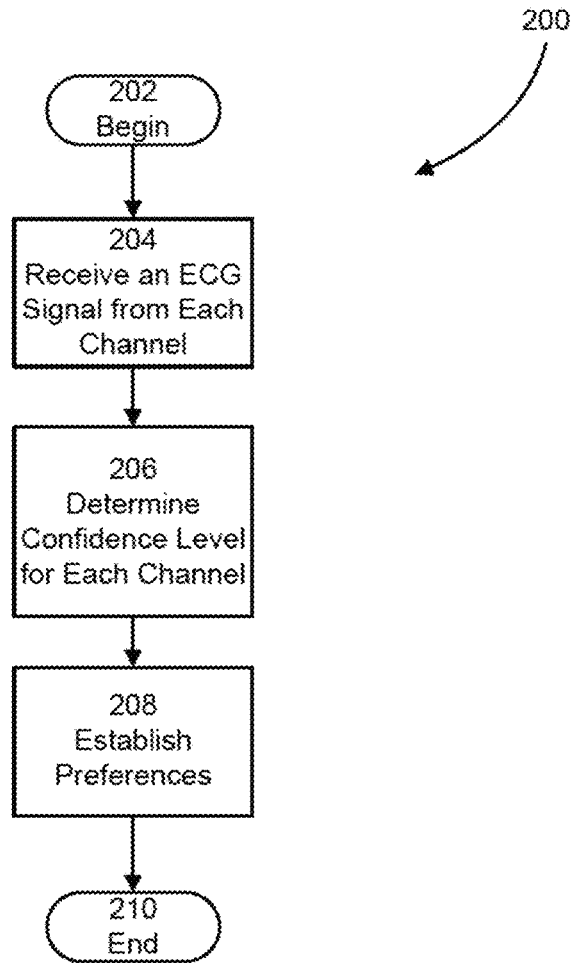 200
202
Begin
204
Receive an ECG
Signal from Each
Channel
206
Determine
Confidence Level
for Each Channel
208
Establish
Preferences
210
End